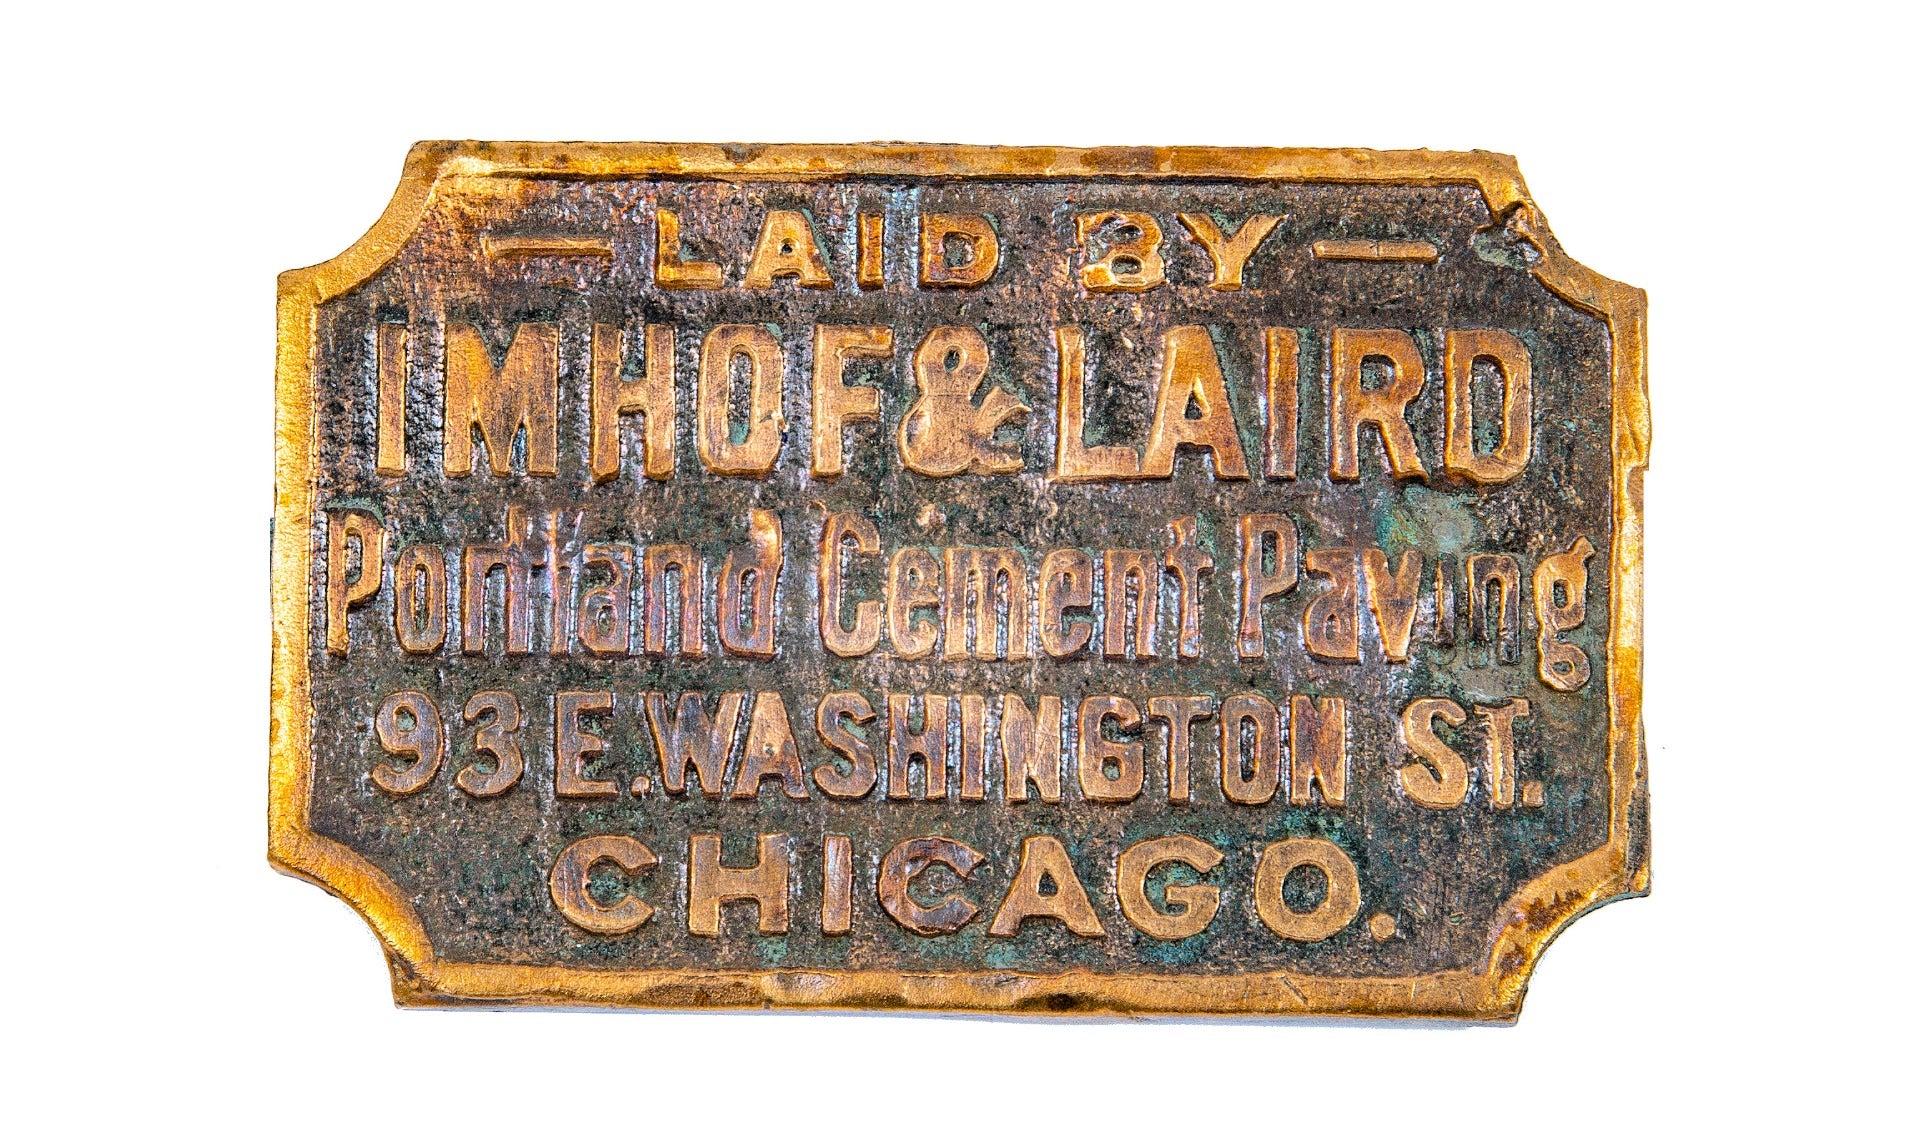 — LAID BY —
IMHOF & LAIRD
Portland Cement Paving
93 E. WASHINGTON ST.
CHICAGO.